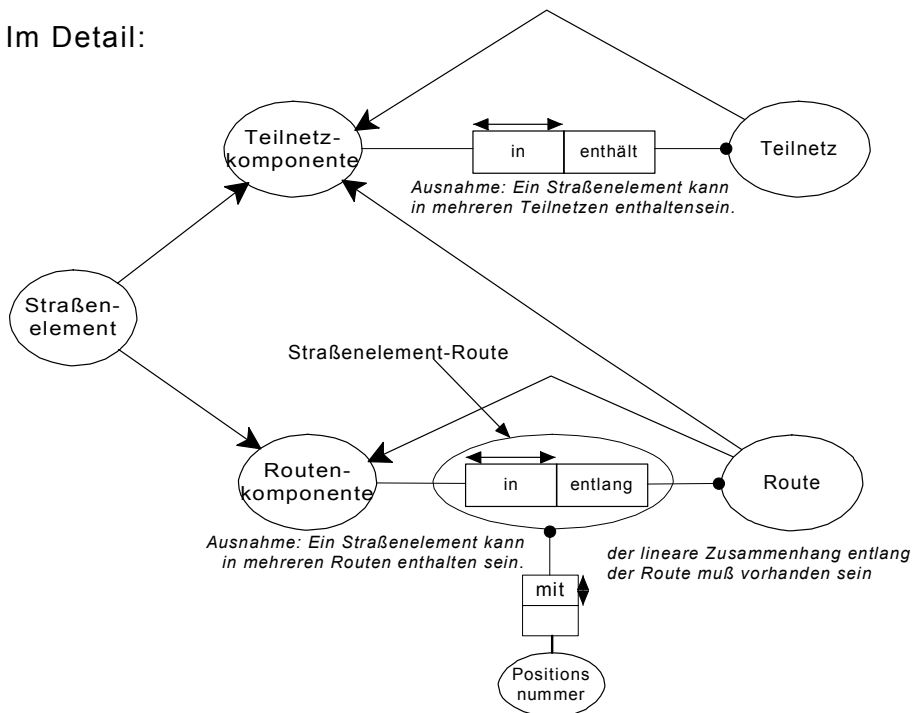 Im Detail:
Teilnetz-
komponente
in
enthält
Teilnetz
Ausnahme: Ein Straßenelement kann
in mehreren Teilnetzen enthaltensein.
Straßen-
element
Straßenelement-Route
Routen-
komponente
in
entlang
Route
Ausnahme: Ein Straßenelement kann
in mehreren Routen enthalten sein.
der lineare Zusammenhang entlang
der Route muß vorhanden sein
mit
Positions
nummer